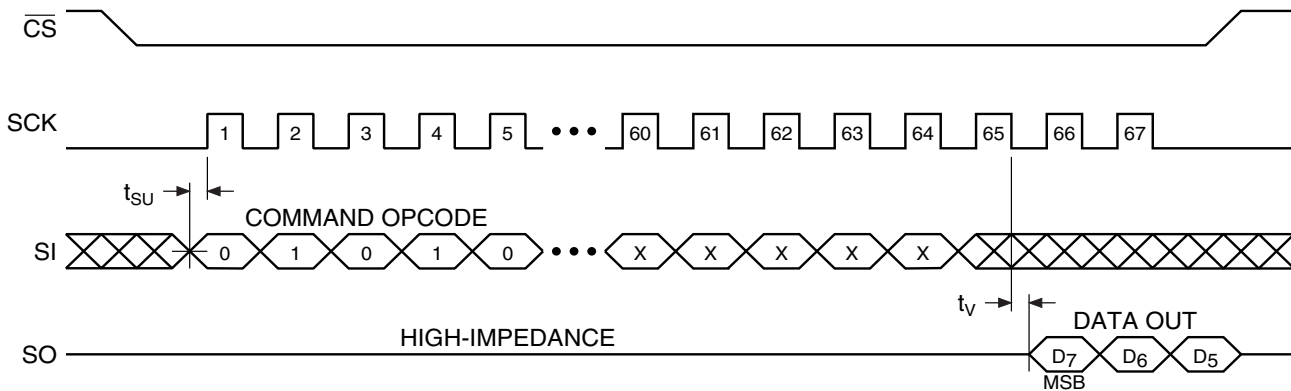 CS
SCK
1 2 3 4 5 ••• 60 61 62 63 64 65 66 67
tSU
COMMAND OPCODE
SI
0 1 0 1 0 ••• X X X X X
tV
DATA OUT
HIGH-IMPEDANCE
SO
D7 D6 D5
MSB